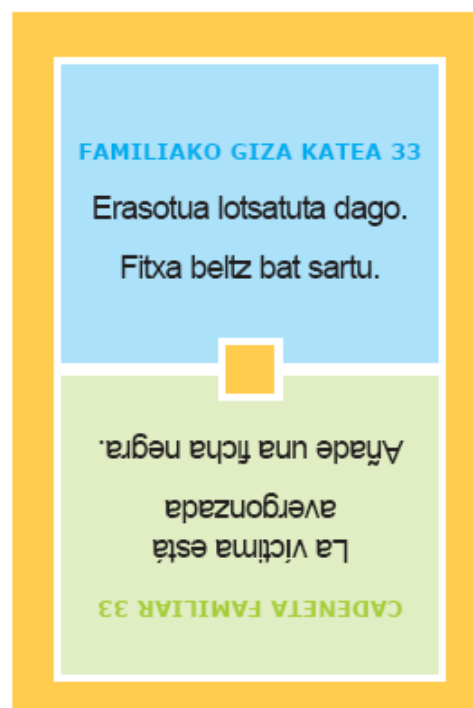 FAMILIAKO GIZA KATEA 33
Erasotua lotsatuta dago.
Fitxa beltz bat sartu.
CADENETA FAMILIAR 33
La víctima está
avergonzada
Añade una ficha negra.